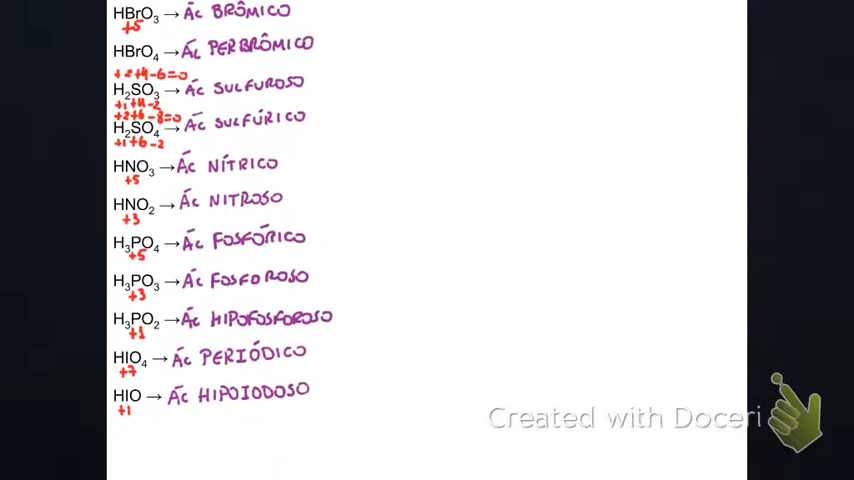 HBrO₃ → Ác BRÔMICO
+5
HBrO₄ → Ác PERBRÔMICO
+2+4-6=0
H₂SO₃ → Ác SULFUROSO
+1+4-2
+2+6-8=0
H₂SO₄ → Ác SULFÚRICO
+1+6-2
HNO₃ → Ác NÍTRICO
+5
HNO₂ → Ác NITROSO
+3
H₃PO₄ → Ác FOSFÓRICO
+5
H₃PO₃ → Ác FOSFOROSO
+3
H₃PO₂ → Ác HIPOFOSFOROSO
+1
HIO₄ → Ác PERIÓDICO
+7
HIO → Ác HIPOIODOSO
+1
Created with Doceri